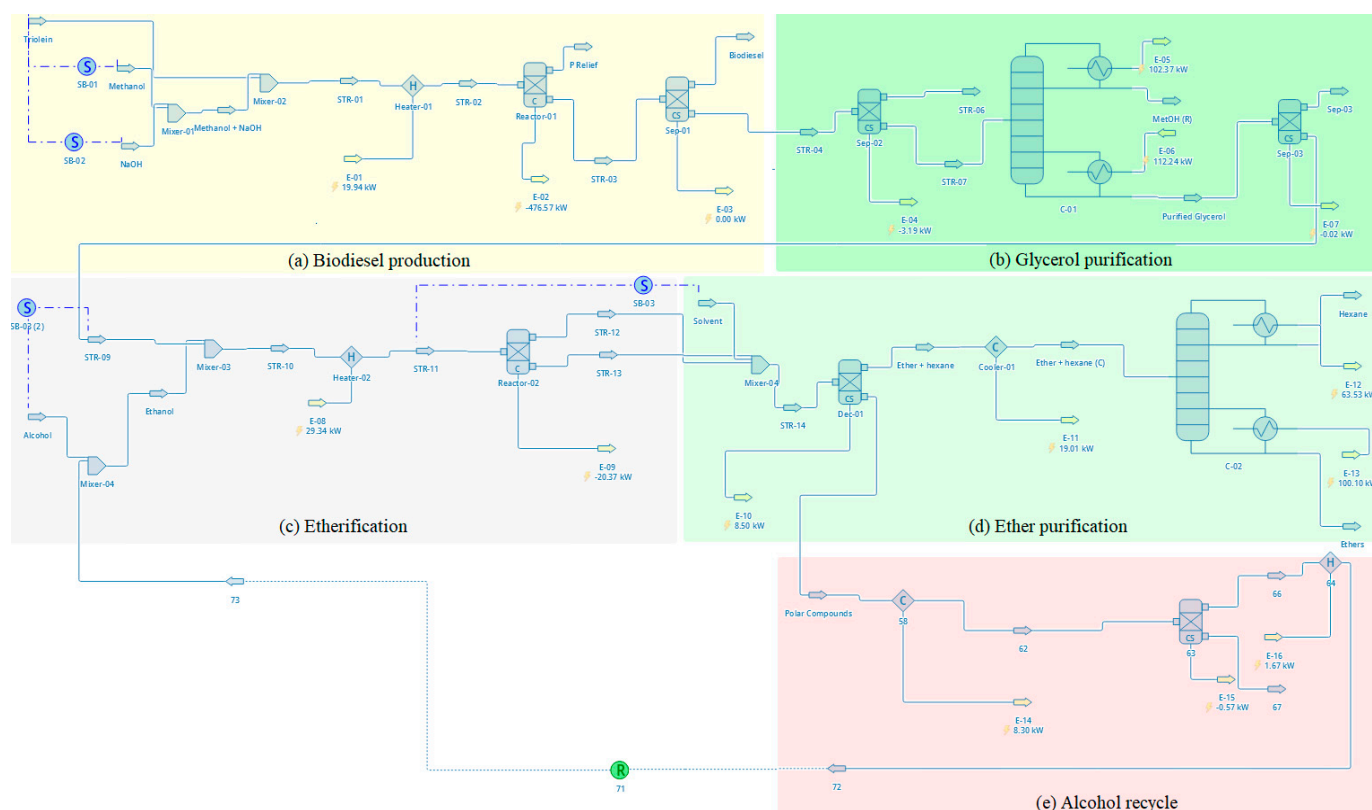 Triolein
S
SB-01
Methanol
Mixer-01
Methanol + NaOH
S
SB-02
NaOH
Mixer-02
STR-01
H
Heater-01
E-01
19.94 kW
STR-02
P Relief
C
Reactor-01
E-02
-476.57 kW
STR-03
Biodiesel
CS
Sep-01
E-03
0.00 kW
(a) Biodiesel production
STR-04
CS
Sep-02
STR-06
STR-07
E-04
-3.19 kW
C-01
E-05
102.37 kW
MetOH (R)
E-06
112.24 kW
Purified Glycerol
Sep-03
CS
Sep-03
E-07
-0.02 kW
(b) Glycerol purification
S
SB-03 (2)
STR-09
Alcohol
Mixer-04
Ethanol
Mixer-03
STR-10
H
Heater-02
E-08
29.34 kW
STR-11
S
SB-03
STR-12
C
Reactor-02
STR-13
E-09
-20.37 kW
(c) Etherification
Solvent
Mixer-04
STR-14
CS
Dec-01
E-10
8.50 kW
Ether + hexane
C
Cooler-01
E-11
19.01 kW
Ether + hexane (C)
C-02
Hexane
E-12
63.53 kW
E-13
100.10 kW
Ethers
(d) Ether purification
Polar Compounds
C
58
E-14
8.30 kW
62
CS
63
E-15
-0.57 kW
66
67
H
64
E-16
1.67 kW
73
R
71
72
(e) Alcohol recycle